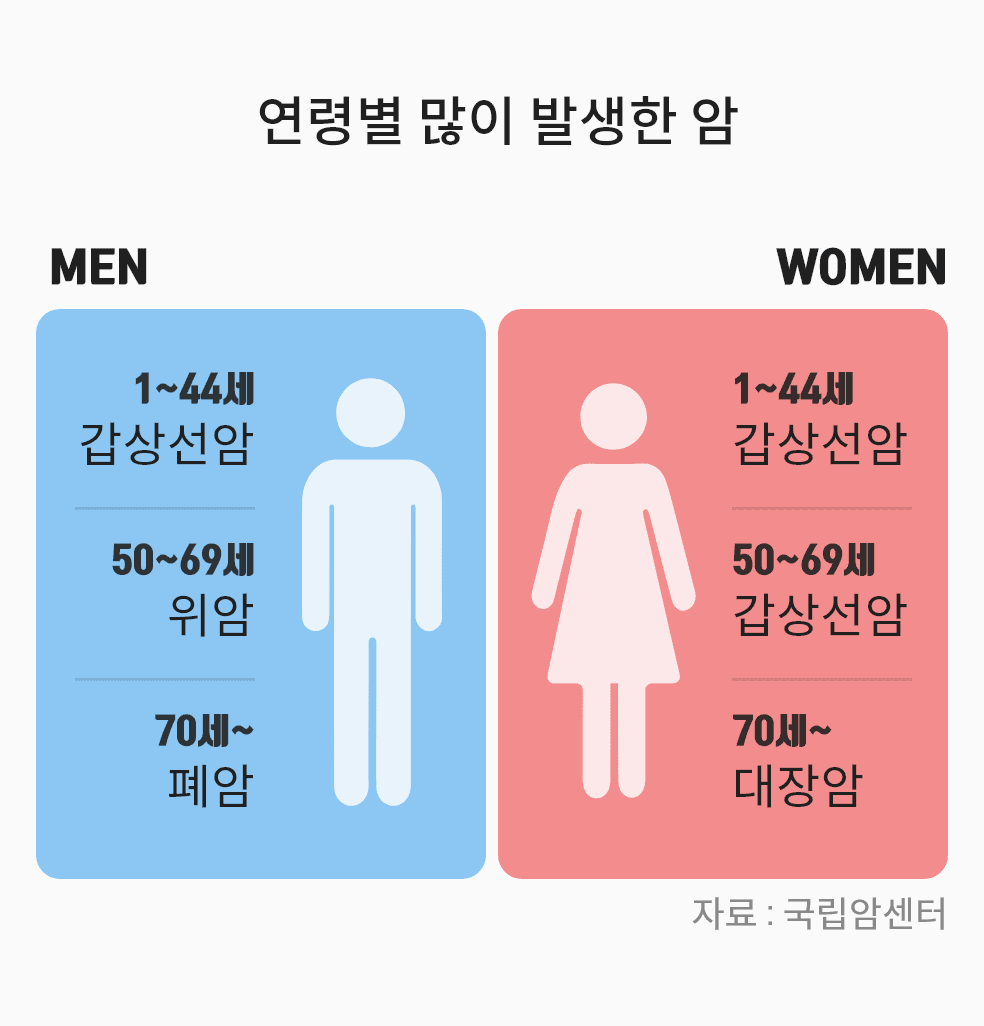 연령별 많이 발생한 암
MEN
1~44세
갑상선암
50~69세
위암
70세~
폐암
WOMEN
1~44세
갑상선암
50~69세
갑상선암
70세~
대장암
자료 : 국립암센터